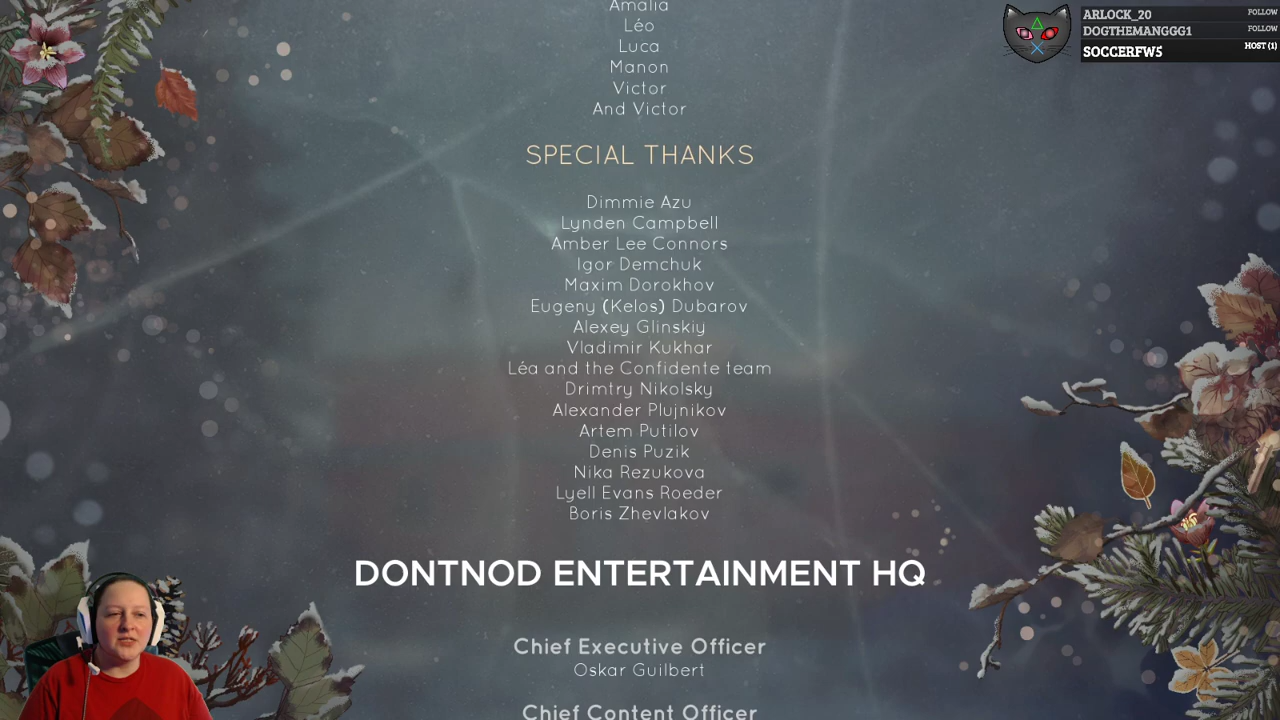 Amalia
Léo
Luca
Manon
Victor
And Victor
SPECIAL THANKS
Dimmie Azu
Lynden Campbell
Amber Lee Connors
Igor Demchuk
Maxim Dorokhov
Eugeny (Kelos) Dubarov
Alexey Glinskiy
Vladimir Kukhar
Léa and the Confidente team
Drimtry Nikolsky
Alexander Plujnikov
Artem Putilov
Denis Puzik
Nika Rezukova
Lyell Evans Roeder
Boris Zhevlakov
DONTNOD ENTERTAINMENT HQ
Chief Executive Officer
Oskar Guilbert
Chief Content Officer
ARLOCK_20 FOLLOW
DOGTHEMANGGG1 FOLLOW
SOCCERFW5 HOST (1)